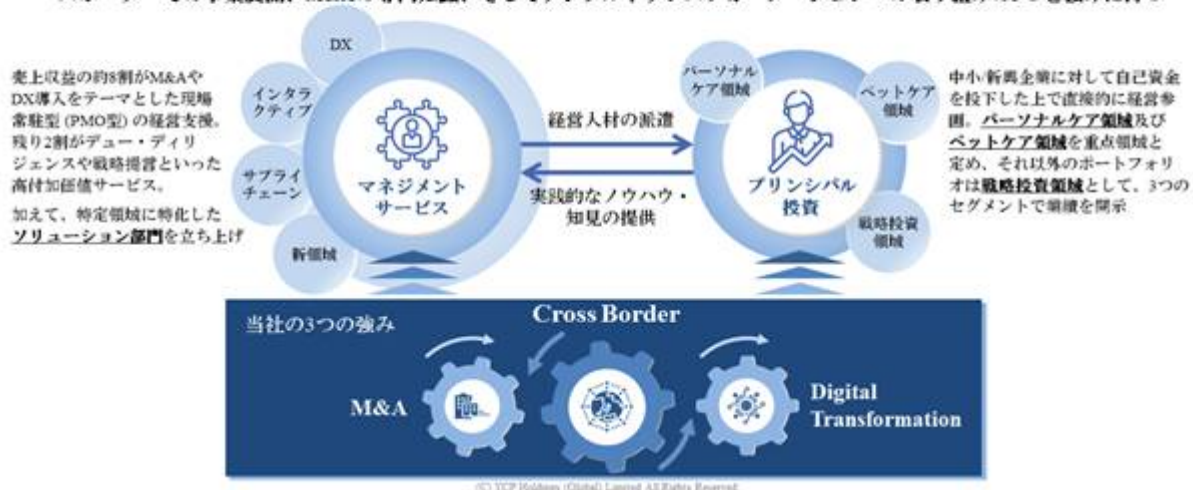 DX
インタラ
クティブ
サプライ
チェーン
新領域
売上収益の約8割がM&Aや
DX導入をテーマとした現場
常駐型 (PMO型) の経営支援。
残り2割がデュー・ディリ
ジェンスや戦略提言といった
高付加価値サービス。
加えて、特定領域に特化した
ソリューション部門を立ち上げ
マネジメント
サービス
経営人材の派遣
実践的なノウハウ・
知見の提供
パーソナル
ケア領域
ペットケア
領域
プリンシパル
投資
戦略投資
領域
中小/新興企業に対して自己資金
を投下した上で直接的に経営参
画。パーソナルケア領域及び
ペットケア領域を重点領域と
定め、それ以外のポートフォリ
オは戦略投資領域として、3つの
セグメントで業績を開示
当社の3つの強み
Cross Border
M&A
Digital
Transformation
(C) YCP Holdings (Global) Limited All Rights Reserved